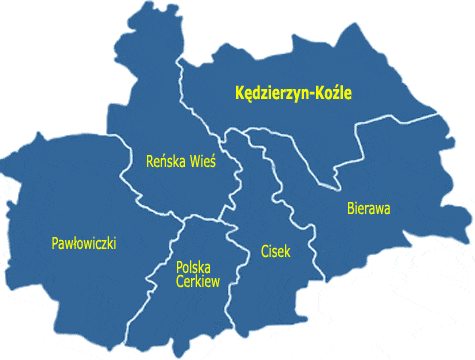 Kędzierzyn-Koźle
Reńska Wieś
Bierawa
Pawłowiczki
Cisek
Polska
Cerkiew